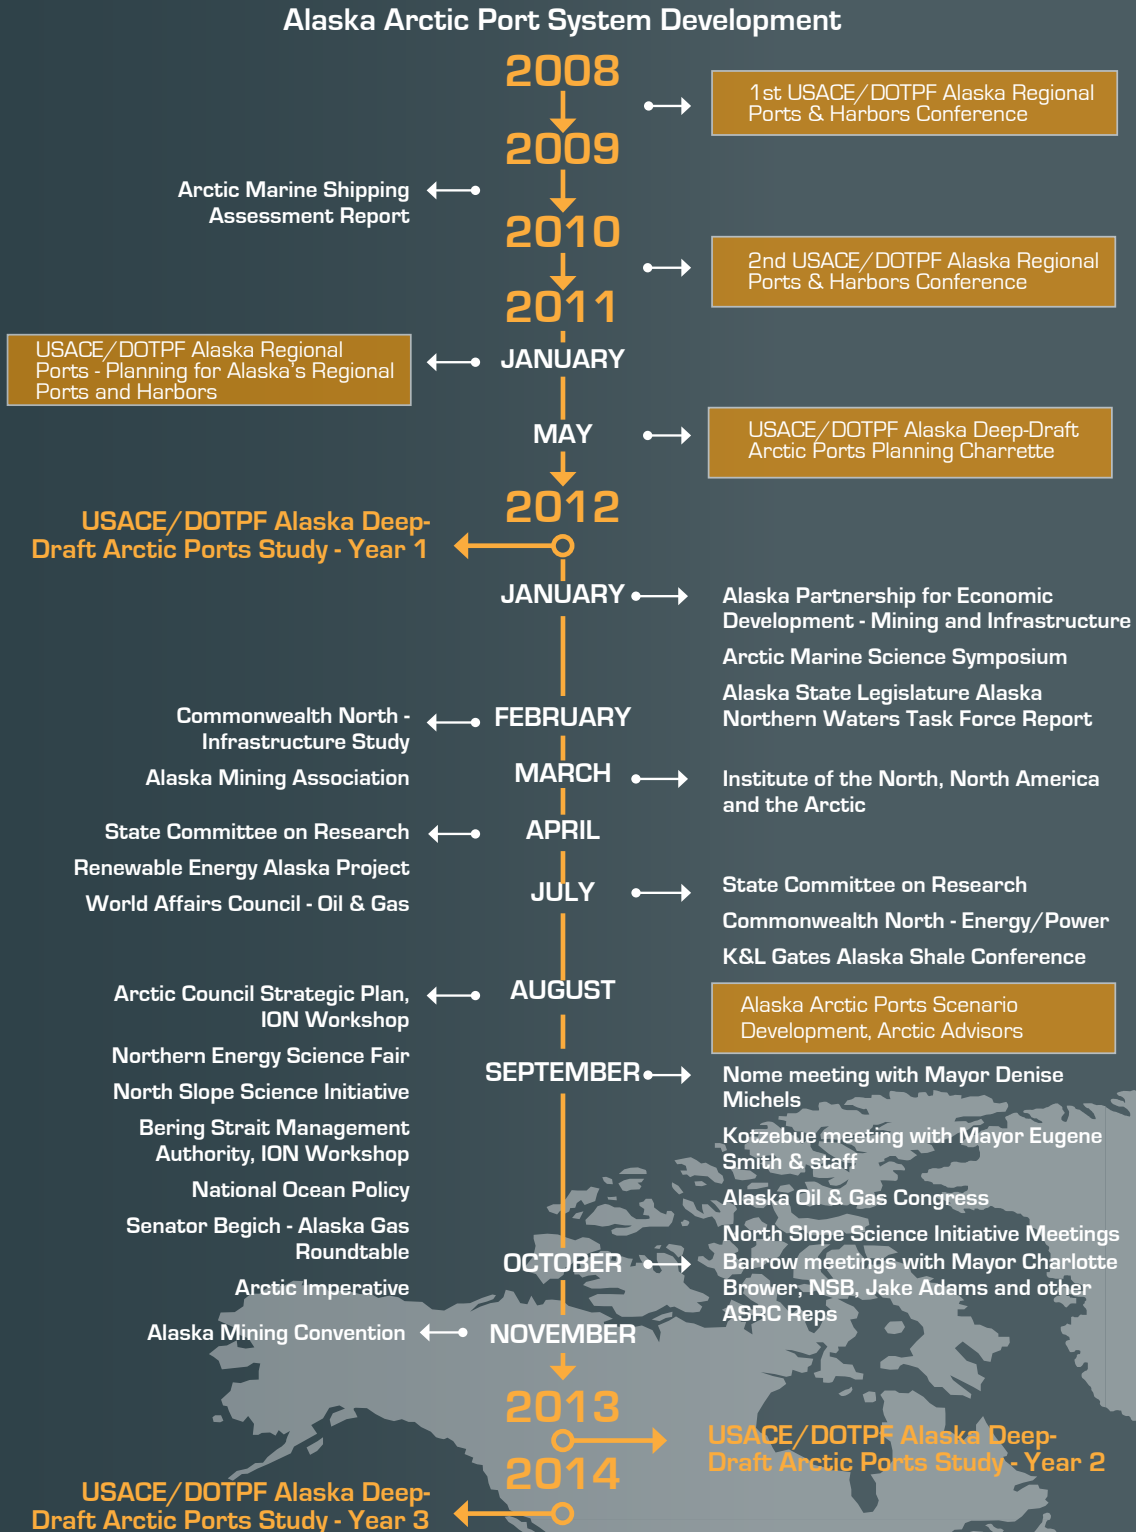 Alaska Arctic Port System Development
2008
1st USACE/DOTPF Alaska Regional
Ports & Harbors Conference
2009
Arctic Marine Shipping
Assessment Report
2010
2nd USACE/DOTPF Alaska Regional
Ports & Harbors Conference
2011
JANUARY
USACE/DOTPF Alaska Regional
Ports - Planning for Alaska's Regional
Ports and Harbors
MAY
USACE/DOTPF Alaska Deep-Draft
Arctic Ports Planning Charrette
2012
USACE/DOTPF Alaska Deep-
Draft Arctic Ports Study - Year 1
JANUARY
Alaska Partnership for Economic
Development - Mining and Infrastructure
Arctic Marine Science Symposium
Alaska State Legislature Alaska
Northern Waters Task Force Report
FEBRUARY
Commonwealth North -
Infrastructure Study
Alaska Mining Association
MARCH
Institute of the North, North America
and the Arctic
APRIL
State Committee on Research
Renewable Energy Alaska Project
World Affairs Council - Oil & Gas
JULY
State Committee on Research
Commonwealth North - Energy/Power
K&L Gates Alaska Shale Conference
AUGUST
Arctic Council Strategic Plan,
ION Workshop
Northern Energy Science Fair
North Slope Science Initiative
Bering Strait Management
Authority, ION Workshop
National Ocean Policy
Senator Begich - Alaska Gas
Roundtable
Arctic Imperative
Alaska Arctic Ports Scenario
Development, Arctic Advisors
SEPTEMBER
Nome meeting with Mayor Denise
Michels
Kotzebue meeting with Mayor Eugene
Smith & staff
Alaska Oil & Gas Congress
North Slope Science Initiative Meetings
OCTOBER
Barrow meetings with Mayor Charlotte
Brower, NSB, Jake Adams and other
ASRC Reps
NOVEMBER
Alaska Mining Convention
2013
USACE/DOTPF Alaska Deep-
Draft Arctic Ports Study - Year 2
2014
USACE/DOTPF Alaska Deep-
Draft Arctic Ports Study - Year 3